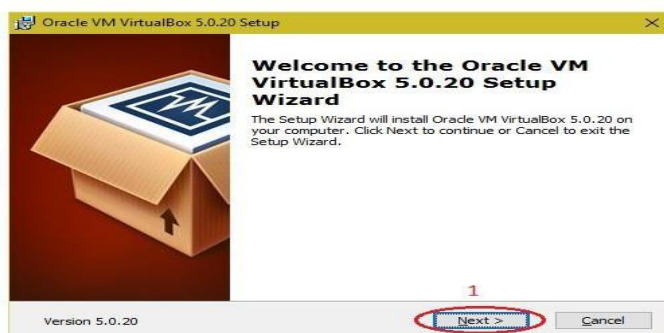 Oracle VM VirtualBox 5.0.20 Setup
Welcome to the Oracle VM
VirtualBox 5.0.20 Setup
Wizard
The Setup Wizard will install Oracle VM VirtualBox 5.0.20 on
your computer. Click Next to continue or Cancel to exit the
Setup Wizard.
1
Version 5.0.20
Next >
Cancel